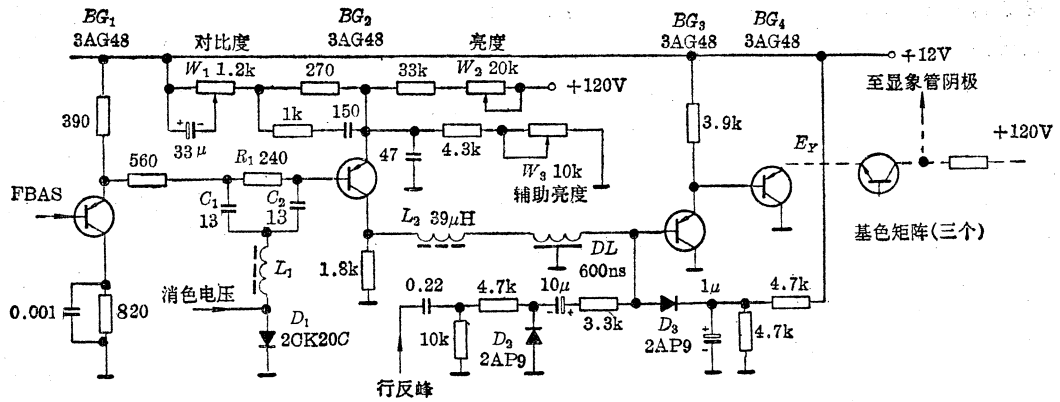 BG₁ BG₂ BG₃ BG₄
3AG48 3AG48 3AG48 3AG48
对比度 亮度
+12V
W₁ 1.2k 270 33k W₂ 20k
+120V
至显象管阴极
390 1k 150 3.9k
+ - 33μ
47 4.3k E_Y +120V
560 R₁ 240 W₃ 10k
辅助亮度
FBAS C₁ 13 C₂ 13
L₂ 39μH DL 600ns
基色矩阵(三个)
L₁ 1.8k
消色电压 0.22 4.7k 10μ 1μ 4.7k
- +
0.001 820 D₁ 2CK20C 10k D₂ 2AP9 3.3k D₃ 2AP9 + - 4.7k
行反峰